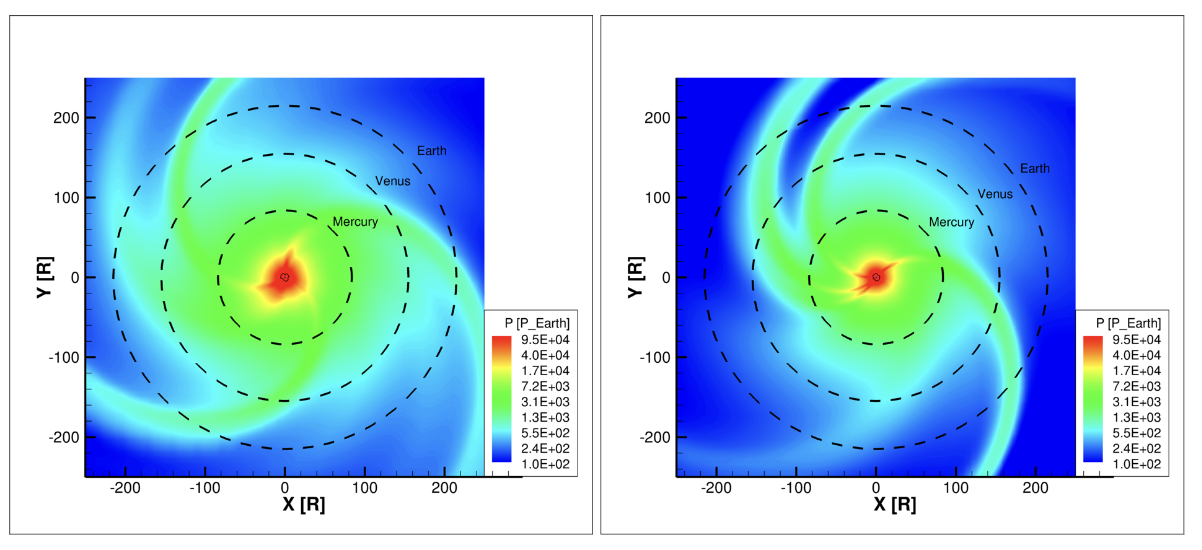 200
100
0
-100
-200
Y [R]
-200
-100
0
100
200
X [R]
Earth
Venus
Mercury
P [P_Earth]
9.5E+04
4.0E+04
1.7E+04
7.2E+03
3.1E+03
1.3E+03
5.5E+02
2.4E+02
1.0E+02
200
100
0
-100
-200
Y [R]
-200
-100
0
100
200
X [R]
Earth
Venus
Mercury
P [P_Earth]
9.5E+04
4.0E+04
1.7E+04
7.2E+03
3.1E+03
1.3E+03
5.5E+02
2.4E+02
1.0E+02